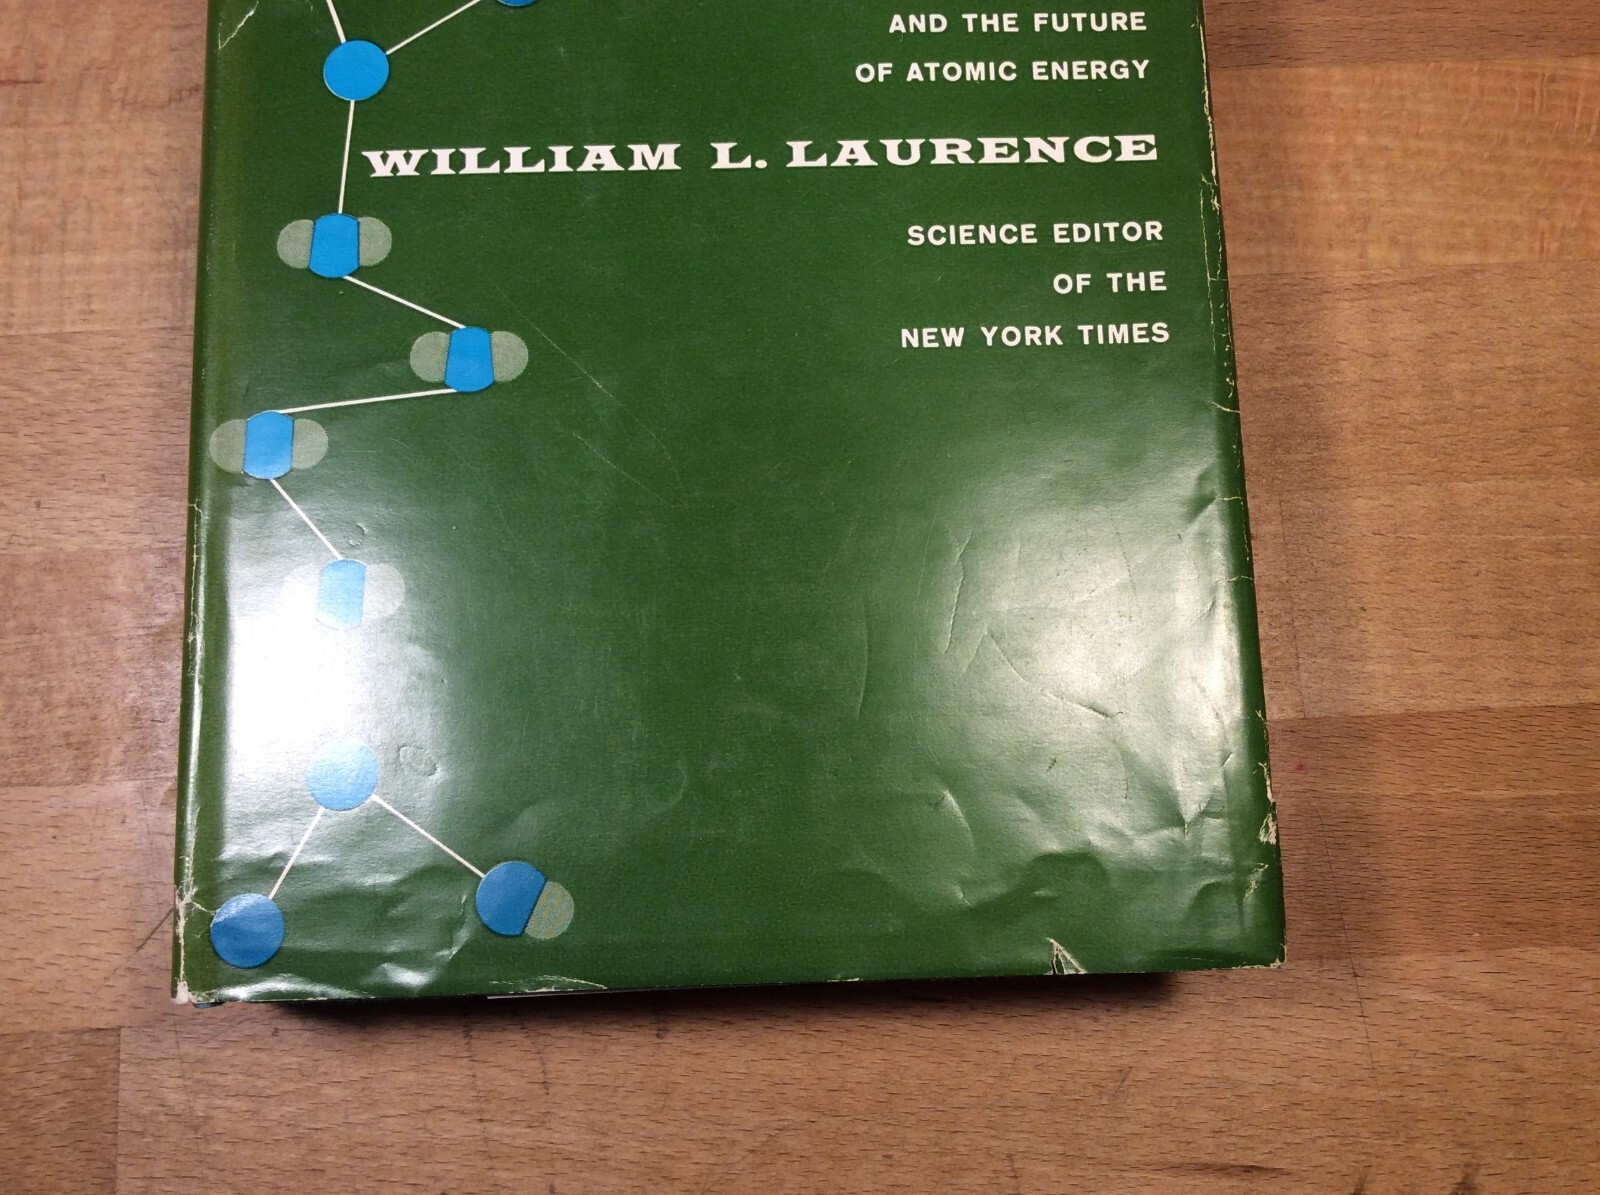 AND THE FUTURE
OF ATOMIC ENERGY
WILLIAM L. LAURENCE
SCIENCE EDITOR
OF THE
NEW YORK TIMES